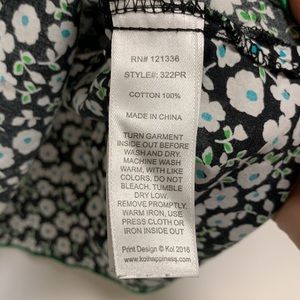 RN# 121336
STYLE#: 322PR
COTTON 100%
MADE IN CHINA
TURN GARMENT
INSIDE OUT BEFORE
WASH AND DRY.
MACHINE WASH
WARM, WITH LIKE
COLORS. DO NOT
BLEACH. TUMBLE
DRY LOW.
REMOVE PROMPTLY.
WARM IRON, USE
PRESS CLOTH OR
IRON INSIDE OUT
Print Design © Koi 2016
www.koihappiness.com